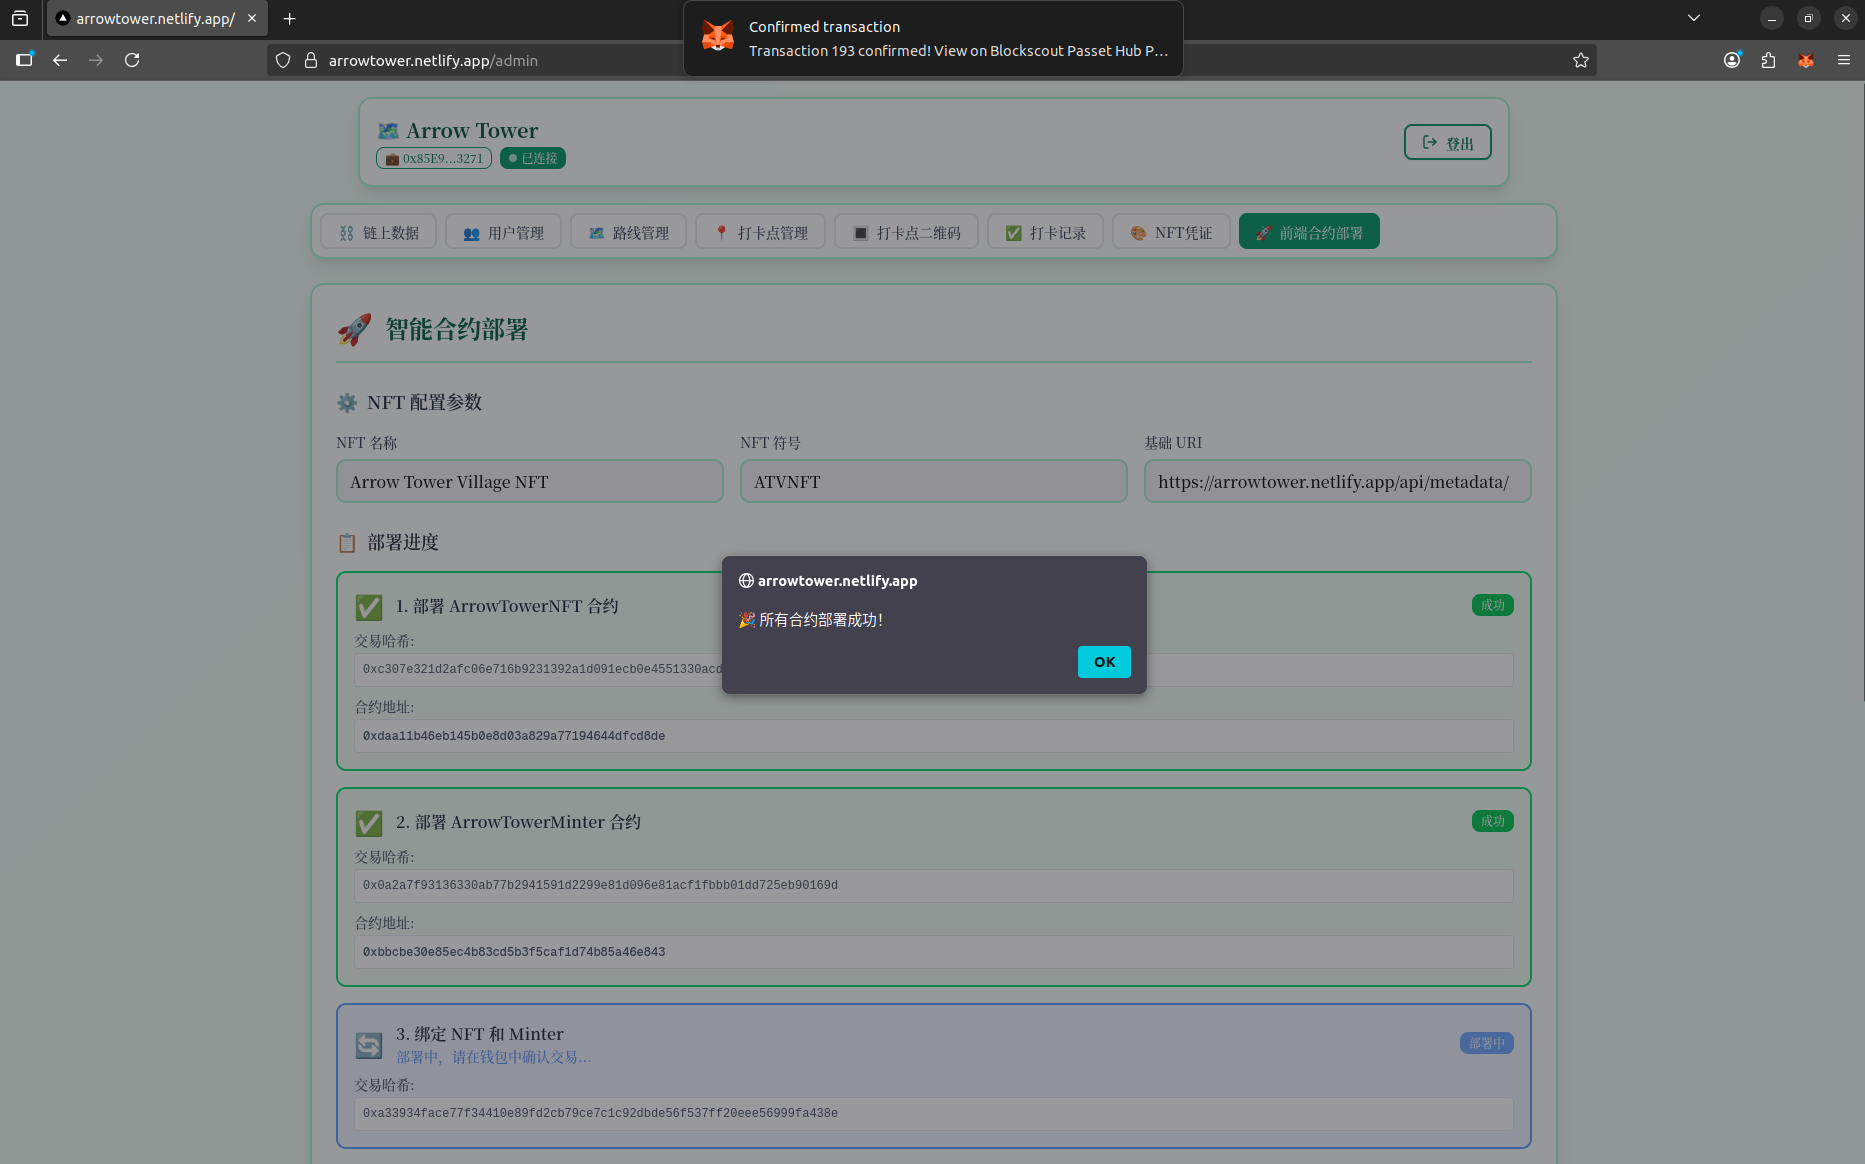 arrowtower.netlify.app/
Confirmed transaction
Transaction 193 confirmed! View on Blockscout Passet Hub P...
arrowtower.netlify.app/admin
Arrow Tower
0x85E9...3271
已连接
登出
链上数据
用户管理
路线管理
打卡点管理
打卡点二维码
打卡记录
NFT凭证
前端合约部署
智能合约部署
NFT 配置参数
NFT 名称
NFT 符号
基础 URI
Arrow Tower Village NFT
ATVNFT
https://arrowtower.netlify.app/api/metadata/
部署进度
arrowtower.netlify.app
🎉 所有合约部署成功！
OK
1. 部署 ArrowTowerNFT 合约
成功
交易哈希:
0xc307e321d2afc06e716b9231392a1d091ecb0e4551330acd
合约地址:
0xdaa11b46eb145b0e8d03a829a77194644dfcd8de
2. 部署 ArrowTowerMinter 合约
成功
交易哈希:
0x0a2a7f93136330ab77b2941591d2299e81d096e81acf1fbbb01dd725eb90169d
合约地址:
0xbbcbe30e85ec4b83cd5b3f5caf1d74b85a46e843
3. 绑定 NFT 和 Minter
部署中，请在钱包中确认交易...
部署中
交易哈希:
0xa33934face77f34410e89fd2cb79ce7c1c92dbde56f537ff20eee56999fa438e